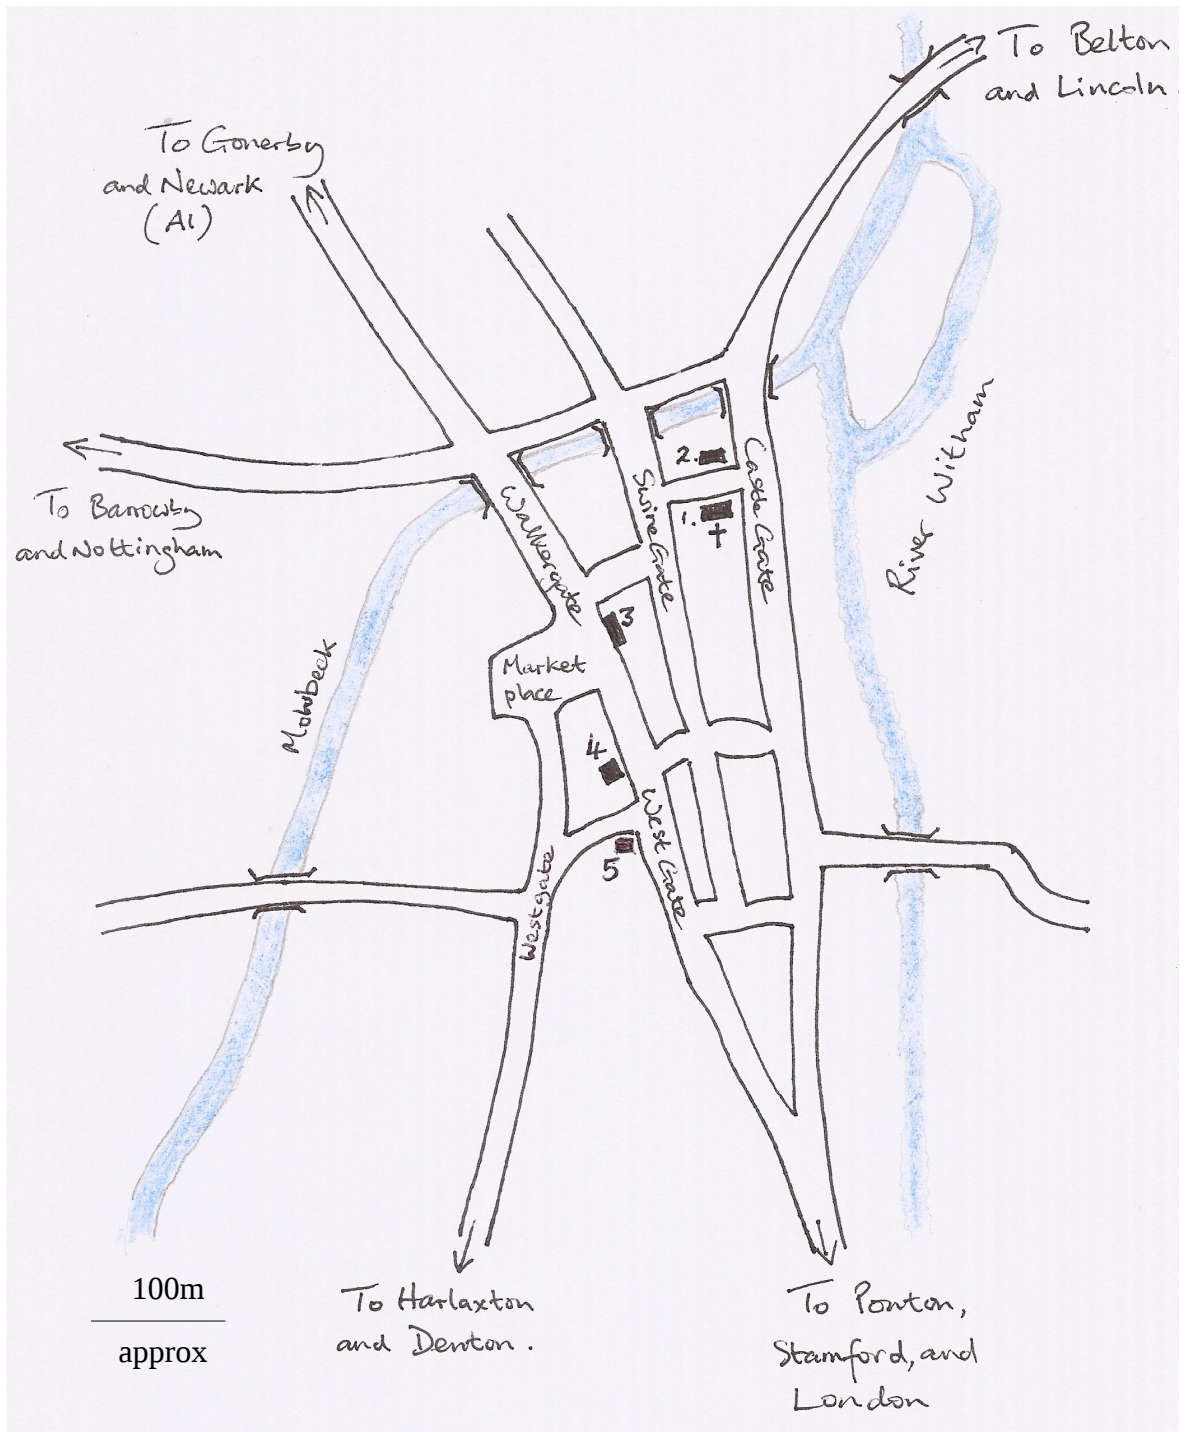 To Belton
and Lincoln.
To Gonerby
and Newark
(A1)
To Barrowby
and Nottingham
2.
1.
Swine Gate
Castle Gate
Walkergate
River Witham
3
Market
place
Mowbeck
4
West Gate
5
Westgate
100m
approx
To Harlaxton
and Denton.
To Ponton,
Stamford, and
London